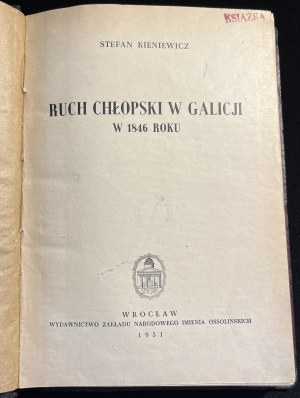 KSIĄŻKA
STEFAN KIENIEWICZ
RUCH CHŁOPSKI W GALICJI
W 1846 ROKU
WROCŁAW
WYDAWNICTWO ZAKŁADU NARODOWEGO IMIENIA OSSOLIŃSKICH
1951